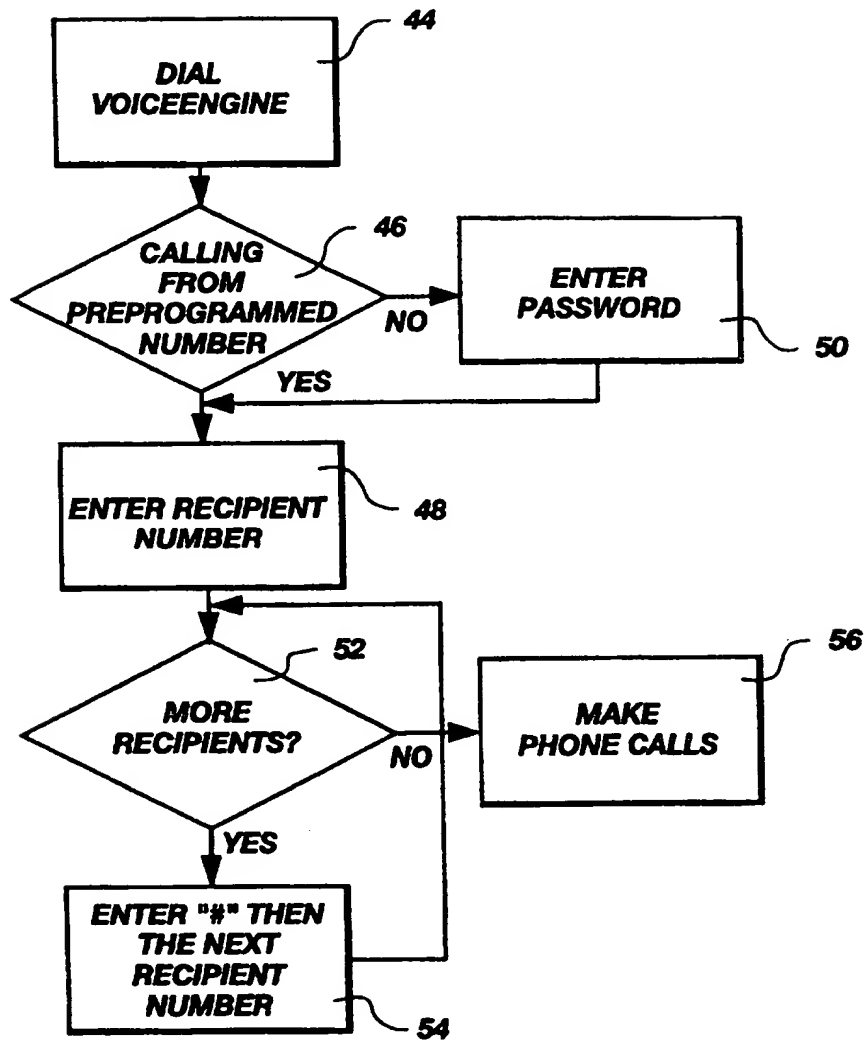 44
DIAL
VOICEENGINE
46
CALLING
FROM
PREPROGRAMMED
NUMBER
NO
ENTER
PASSWORD
50
YES
ENTER RECIPIENT
NUMBER
48
52
MORE
RECIPIENTS?
NO
56
MAKE
PHONE CALLS
YES
ENTER "#" THEN
THE NEXT
RECIPIENT
NUMBER
54